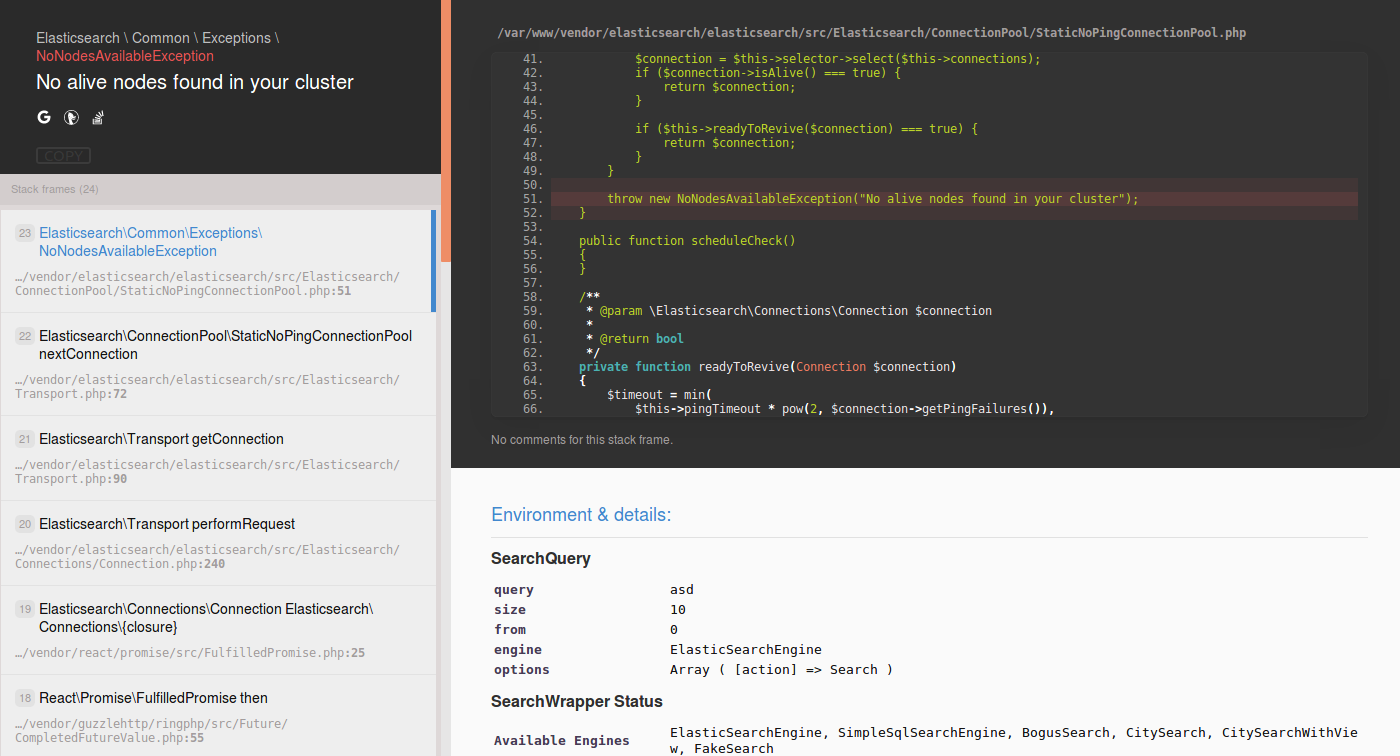 Elasticsearch \ Common \ Exceptions \
NoNodesAvailableException
No alive nodes found in your cluster
COPY
Stack frames (24)
23 Elasticsearch\Common\Exceptions\
NoNodesAvailableException
…/vendor/elasticsearch/elasticsearch/src/Elasticsearch/
ConnectionPool/StaticNoPingConnectionPool.php:51
22 Elasticsearch\ConnectionPool\StaticNoPingConnectionPool
nextConnection
…/vendor/elasticsearch/elasticsearch/src/Elasticsearch/
Transport.php:72
21 Elasticsearch\Transport getConnection
…/vendor/elasticsearch/elasticsearch/src/Elasticsearch/
Transport.php:90
20 Elasticsearch\Transport performRequest
…/vendor/elasticsearch/elasticsearch/src/Elasticsearch/
Connections/Connection.php:240
19 Elasticsearch\Connections\Connection Elasticsearch\
Connections\{closure}
…/vendor/react/promise/src/FulfilledPromise.php:25
18 React\Promise\FulfilledPromise then
…/vendor/guzzlehttp/ringphp/src/Future/
CompletedFutureValue.php:55
/var/www/vendor/elasticsearch/elasticsearch/src/Elasticsearch/ConnectionPool/StaticNoPingConnectionPool.php
41. $connection = $this->selector->select($this->connections);
42. if ($connection->isAlive() === true) {
43. return $connection;
44. }
45.
46. if ($this->readyToRevive($connection) === true) {
47. return $connection;
48. }
49. }
50.
51. throw new NoNodesAvailableException("No alive nodes found in your cluster");
52. }
53.
54. public function scheduleCheck()
55. {
56. }
57.
58. /**
59. * @param \Elasticsearch\Connections\Connection $connection
60. *
61. * @return bool
62. */
63. private function readyToRevive(Connection $connection)
64. {
65. $timeout = min(
66. $this->pingTimeout * pow(2, $connection->getPingFailures()),
No comments for this stack frame.
Environment & details:
SearchQuery
query asd
size 10
from 0
engine ElasticSearchEngine
options Array ( [action] => Search )
SearchWrapper Status
Available Engines ElasticSearchEngine, SimpleSqlSearchEngine, BogusSearch, CitySearch, CitySearchWithVie
w, FakeSearch